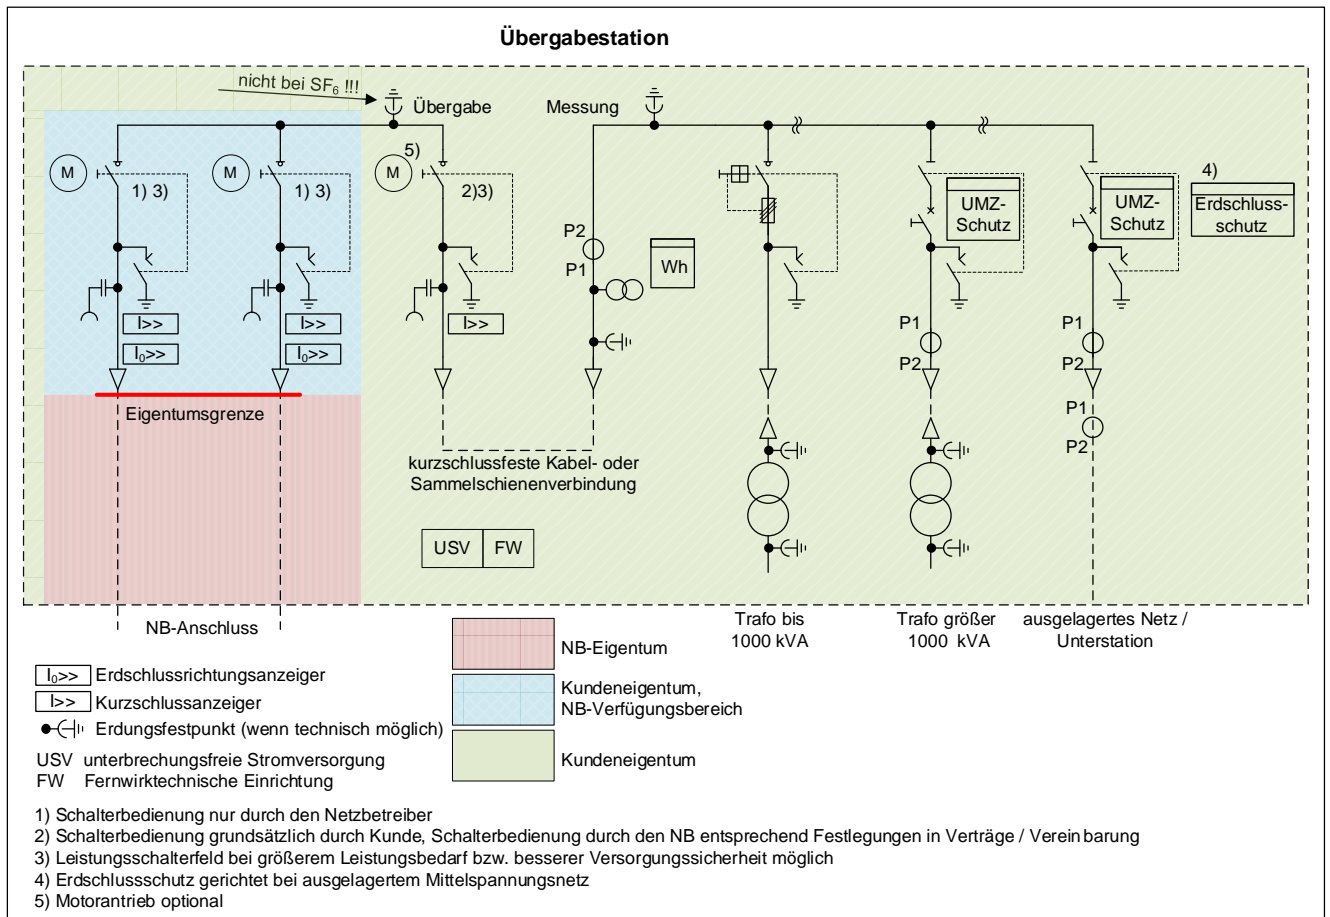 Übergabestation
nicht bei SF₆ !!!
Übergabe
Messung
M
1) 3)
M
1) 3)
5)
M
2)3)
4)
UMZ-
Schutz
UMZ-
Schutz
Erdschluss-
schutz
P2
P1
Wh
I>>
I₀>>
I>>
I₀>>
I>>
P1
P2
P1
P2
P1
P2
Eigentumsgrenze
kurzschlussfeste Kabel- oder
Sammelschienenverbindung
USV
FW
NB-Anschluss
Trafo bis
1000 kVA
Trafo größer
1000 kVA
ausgelagertes Netz /
Unterstation
I₀>> Erdschlussrichtungsanzeiger
I>> Kurzschlussanzeiger
Erdungsfestpunkt (wenn technisch möglich)
USV unterbrechungsfreie Stromversorgung
FW Fernwirktechnische Einrichtung
NB-Eigentum
Kundeneigentum,
NB-Verfügungsbereich
Kundeneigentum
1) Schalterbedienung nur durch den Netzbetreiber
2) Schalterbedienung grundsätzlich durch Kunde, Schalterbedienung durch den NB entsprechend Festlegungen in Verträge / Vereinbarung
3) Leistungsschalterfeld bei größerem Leistungsbedarf bzw. besserer Versorgungssicherheit möglich
4) Erdschlussschutz gerichtet bei ausgelagertem Mittelspannungsnetz
5) Motorantrieb optional